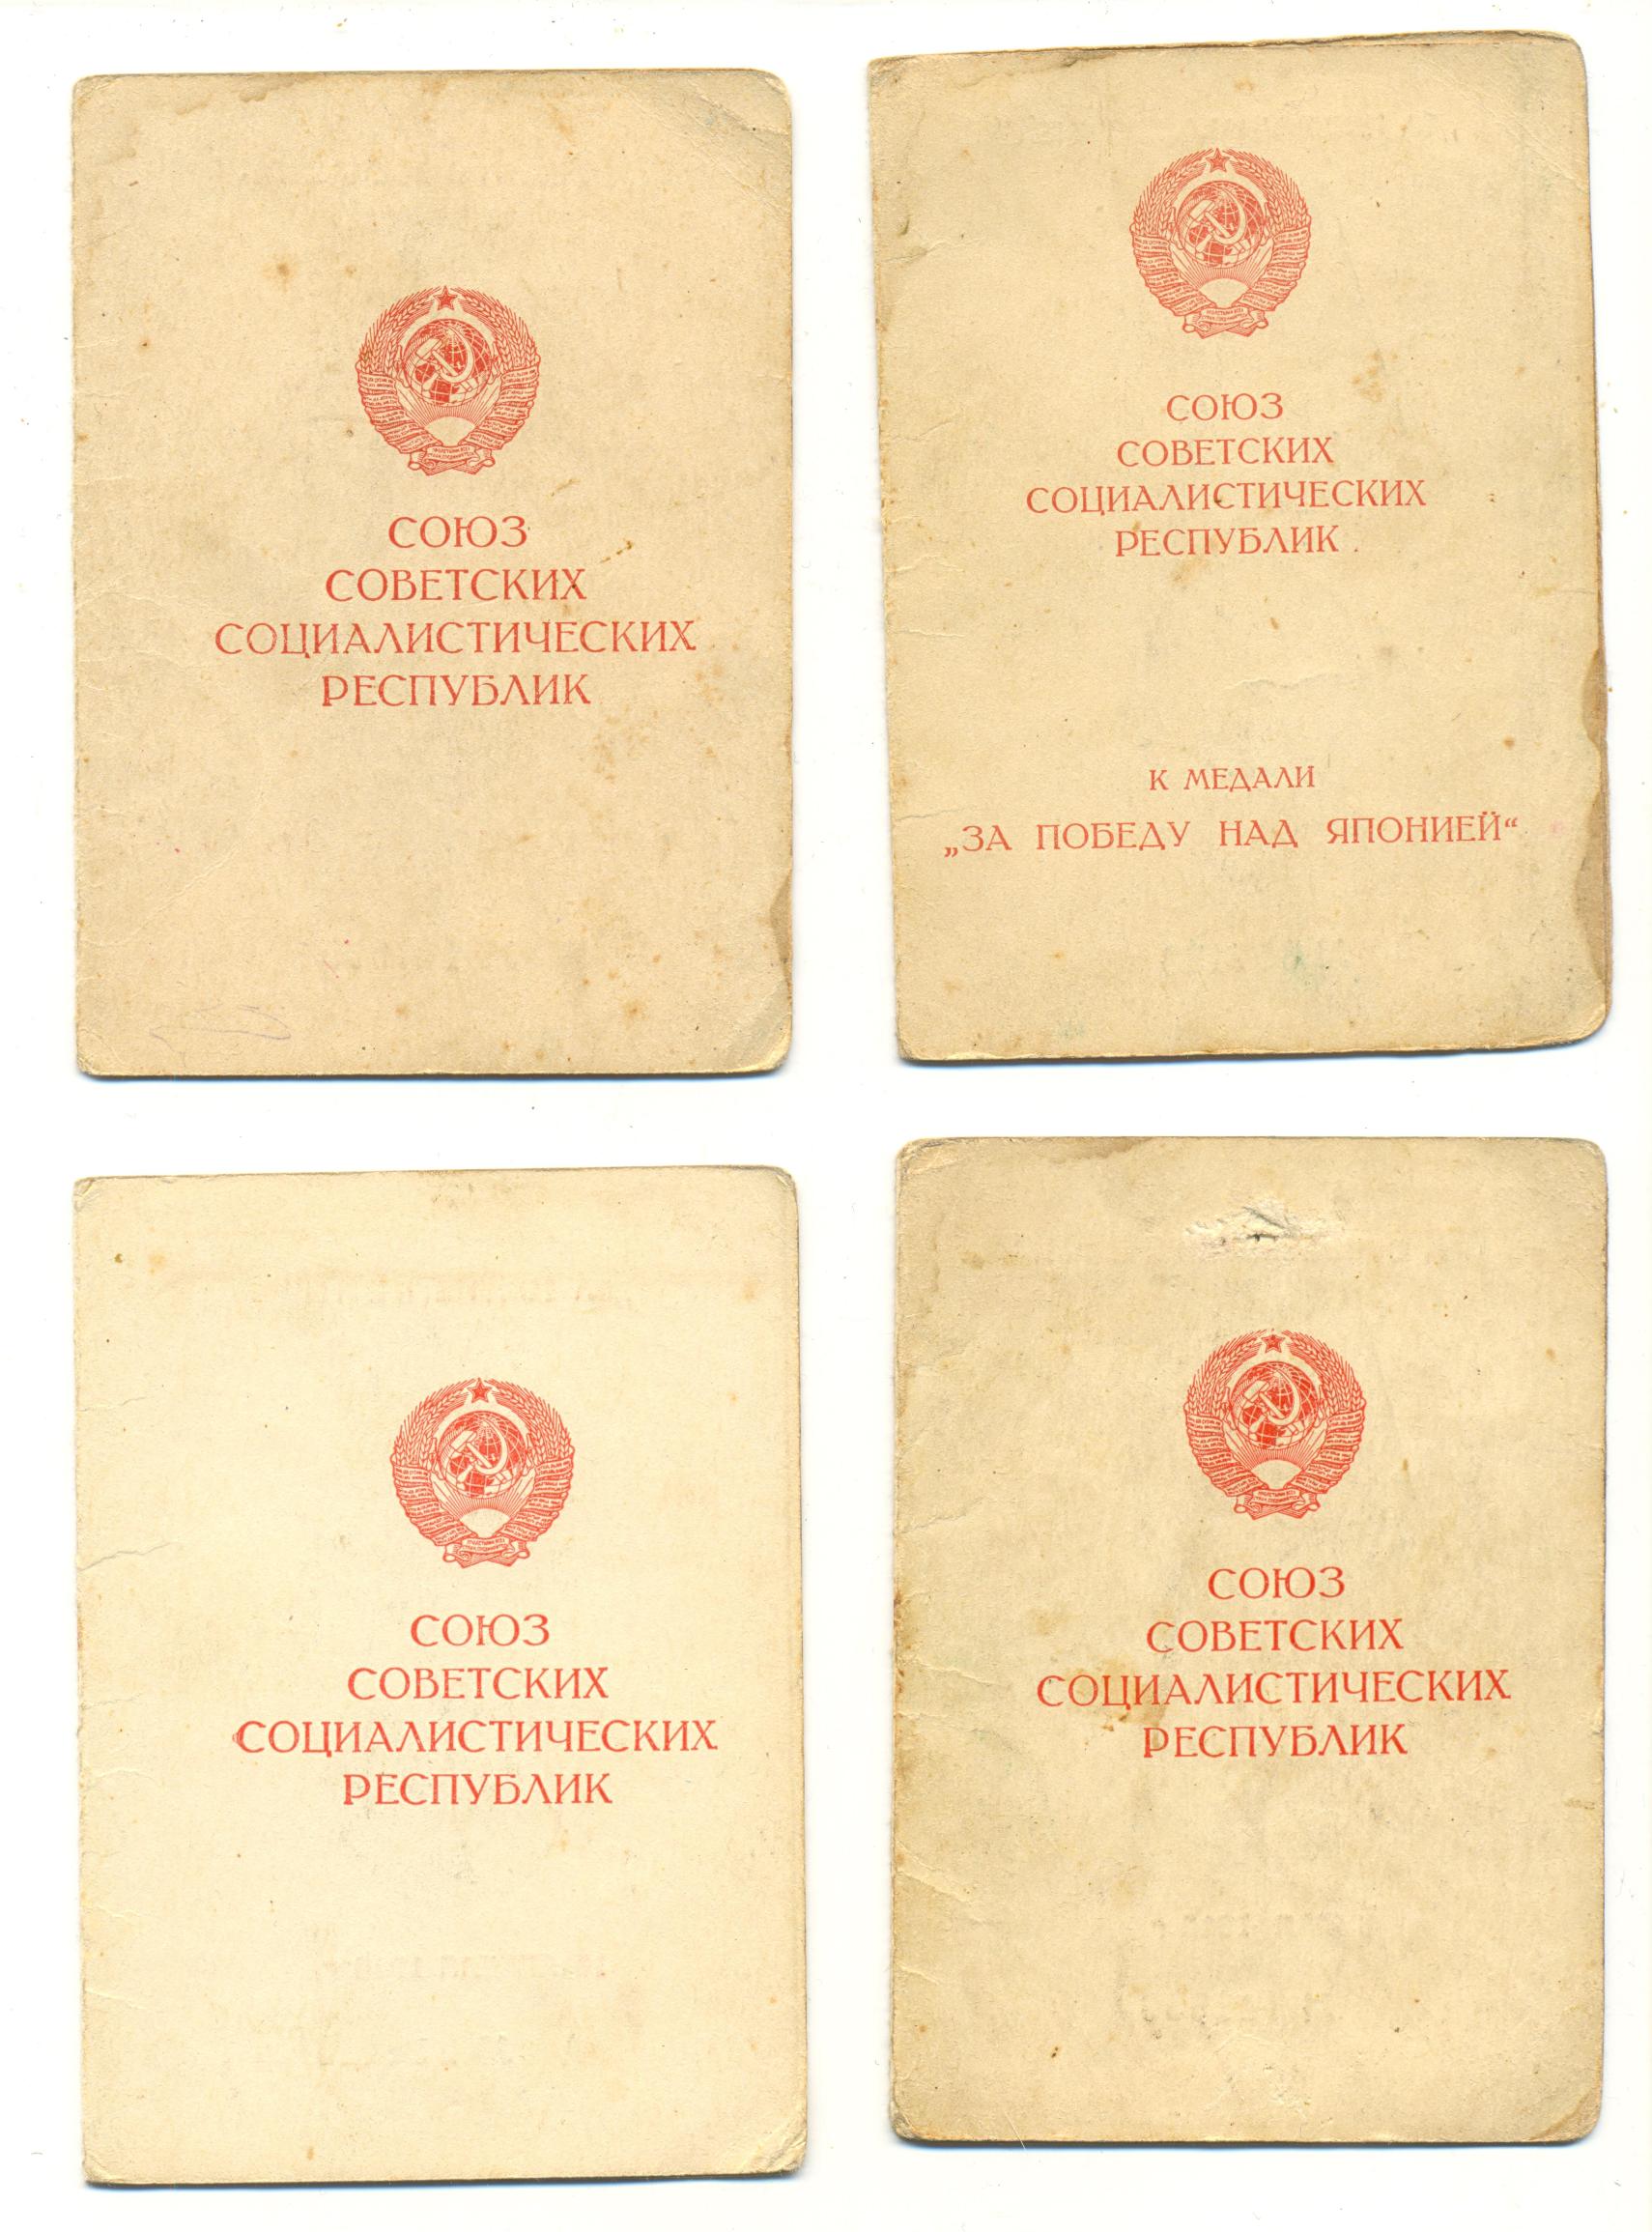 СОЮЗ
СОВЕТСКИХ
СОЦИАЛИСТИЧЕСКИХ
РЕСПУБЛИК
СОЮЗ
СОВЕТСКИХ
СОЦИАЛИСТИЧЕСКИХ
РЕСПУБЛИК
К МЕДАЛИ
„ЗА ПОБЕДУ НАД ЯПОНИЕЙ“
СОЮЗ
СОВЕТСКИХ
СОЦИАЛИСТИЧЕСКИХ
РЕСПУБЛИК
СОЮЗ
СОВЕТСКИХ
СОЦИАЛИСТИЧЕСКИХ
РЕСПУБЛИК